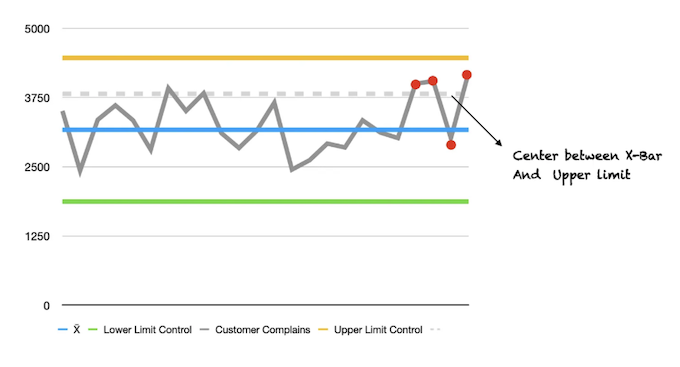 5000
3750
Center between X-Bar
And Upper limit
2500
1250
0
X̄ Lower Limit Control Customer Complains Upper Limit Control